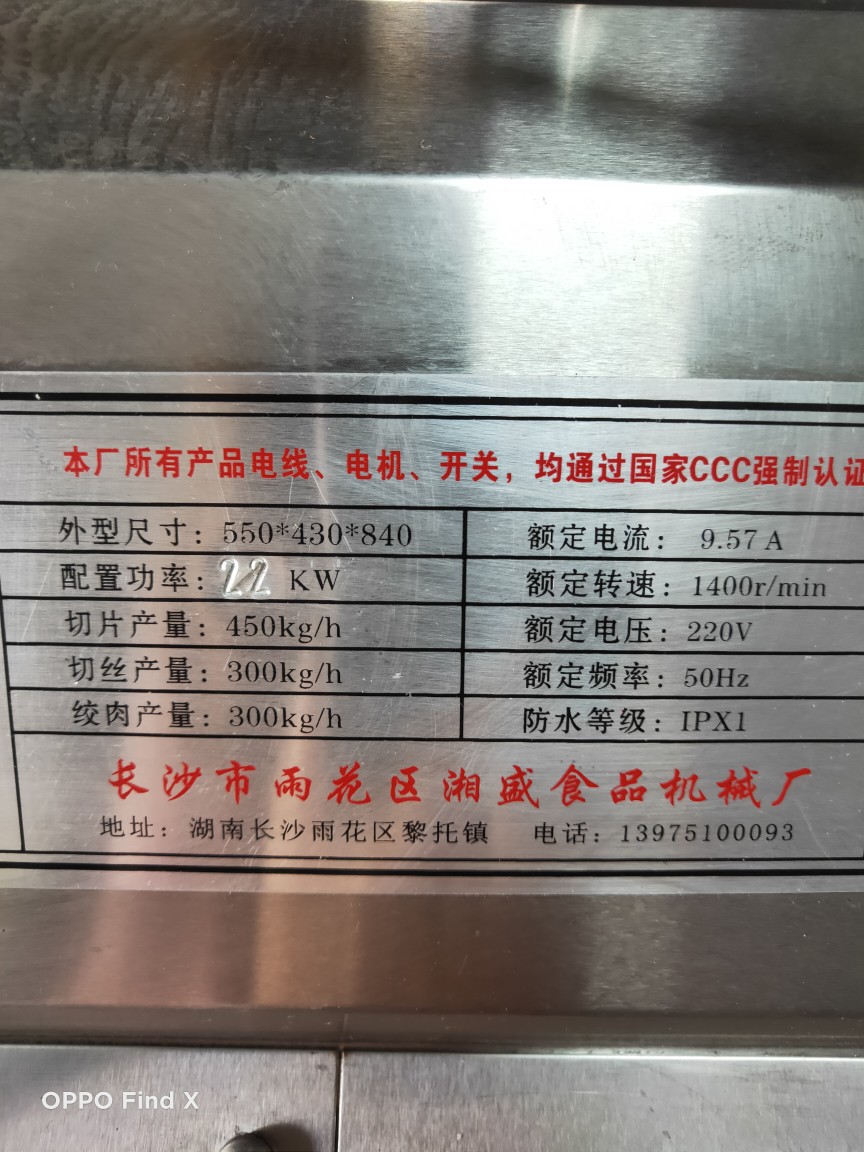 本厂所有产品电线、电机、开关，均通过国家CCC强制认证
外型尺寸：550*430*840 额定电流：9.57A
配置功率：22 KW 额定转速：1400r/min
切片产量：450kg/h 额定电压：220V
切丝产量：300kg/h 额定频率：50Hz
绞肉产量：300kg/h 防水等级：IPX1
长沙市雨花区湘盛食品机械厂
地址：湖南长沙雨花区黎托镇 电话：13975100093
OPPO Find X